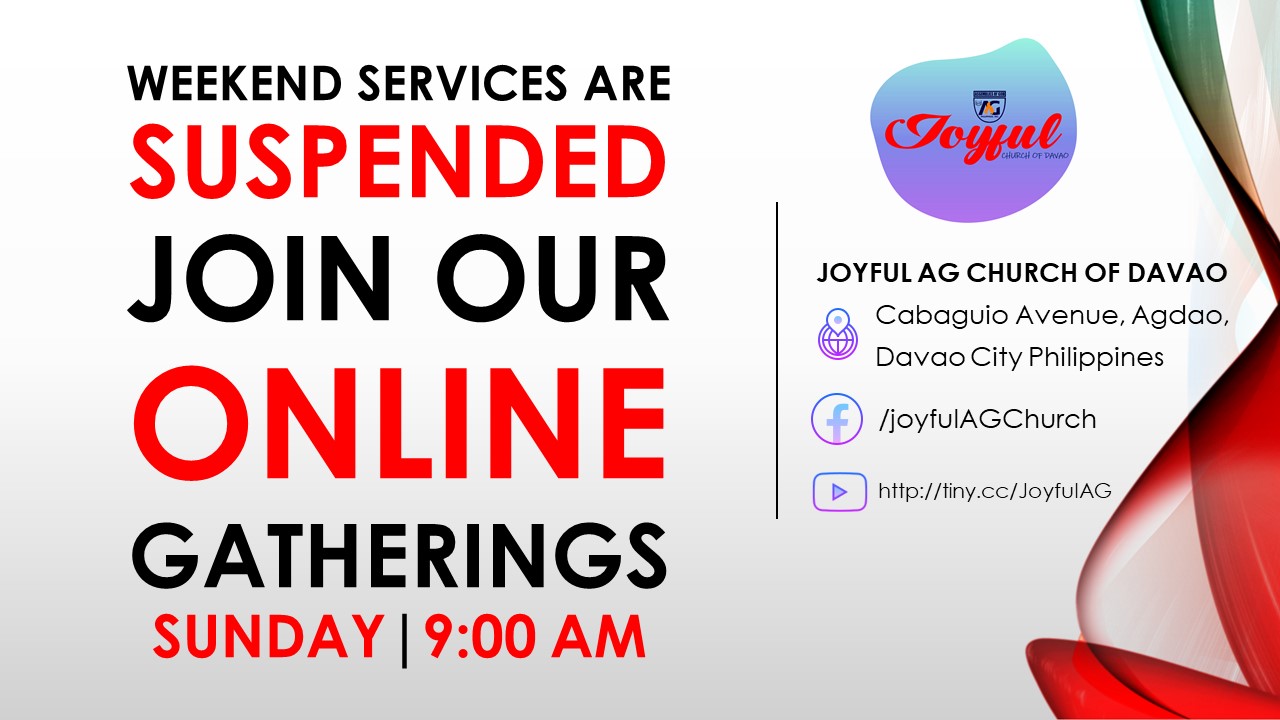 WEEKEND SERVICES ARE
SUSPENDED
JOIN OUR
ONLINE
GATHERINGS
SUNDAY | 9:00 AM
AG
Joyful
CHURCH OF DAVAO
JOYFUL AG CHURCH OF DAVAO
Cabaguio Avenue, Agdao,
Davao City Philippines
/joyfulAGChurch
http://tiny.cc/JoyfulAG